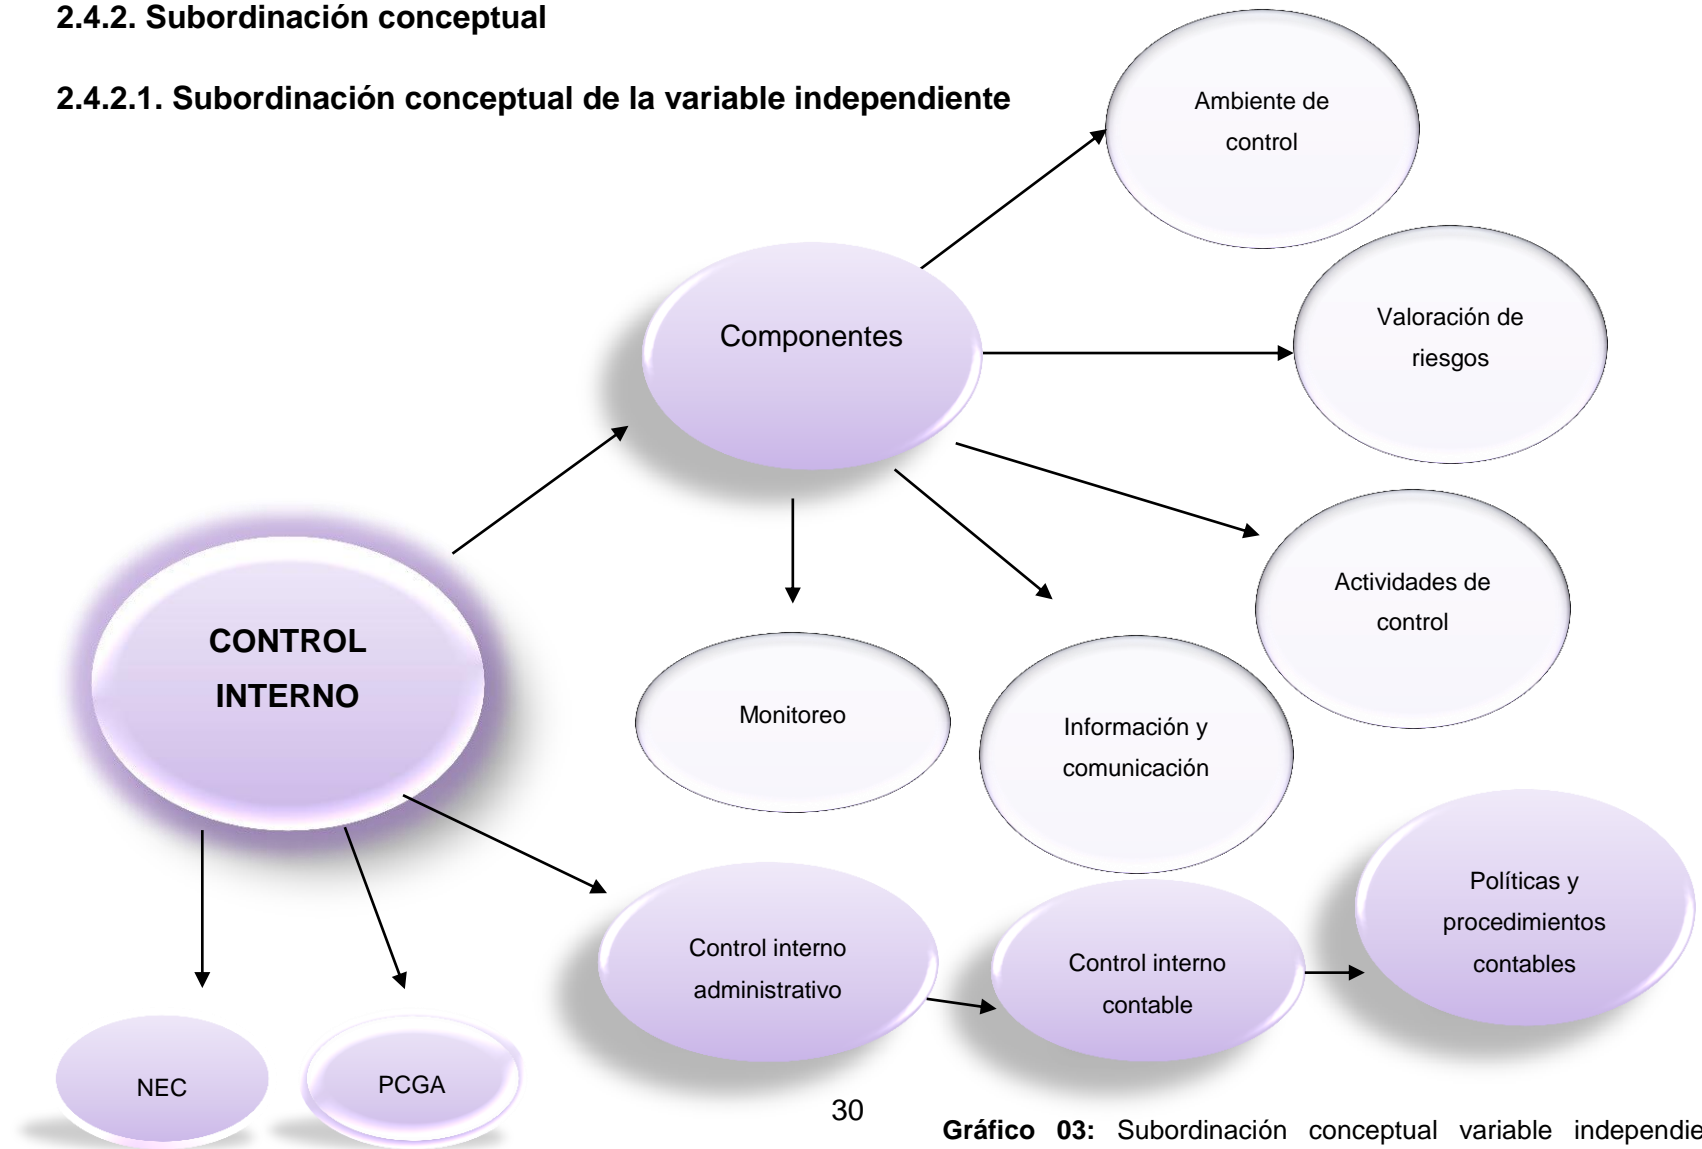 2.4.2. Subordinación conceptual
2.4.2.1. Subordinación conceptual de la variable independiente
Ambiente de
control
Componentes
Valoración de
riesgos
Actividades de
control
CONTROL
INTERNO
Monitoreo
Información y
comunicación
Políticas y
procedimientos
contables
Control interno
administrativo
Control interno
contable
NEC
PCGA
30
Gráfico 03: Subordinación conceptual variable